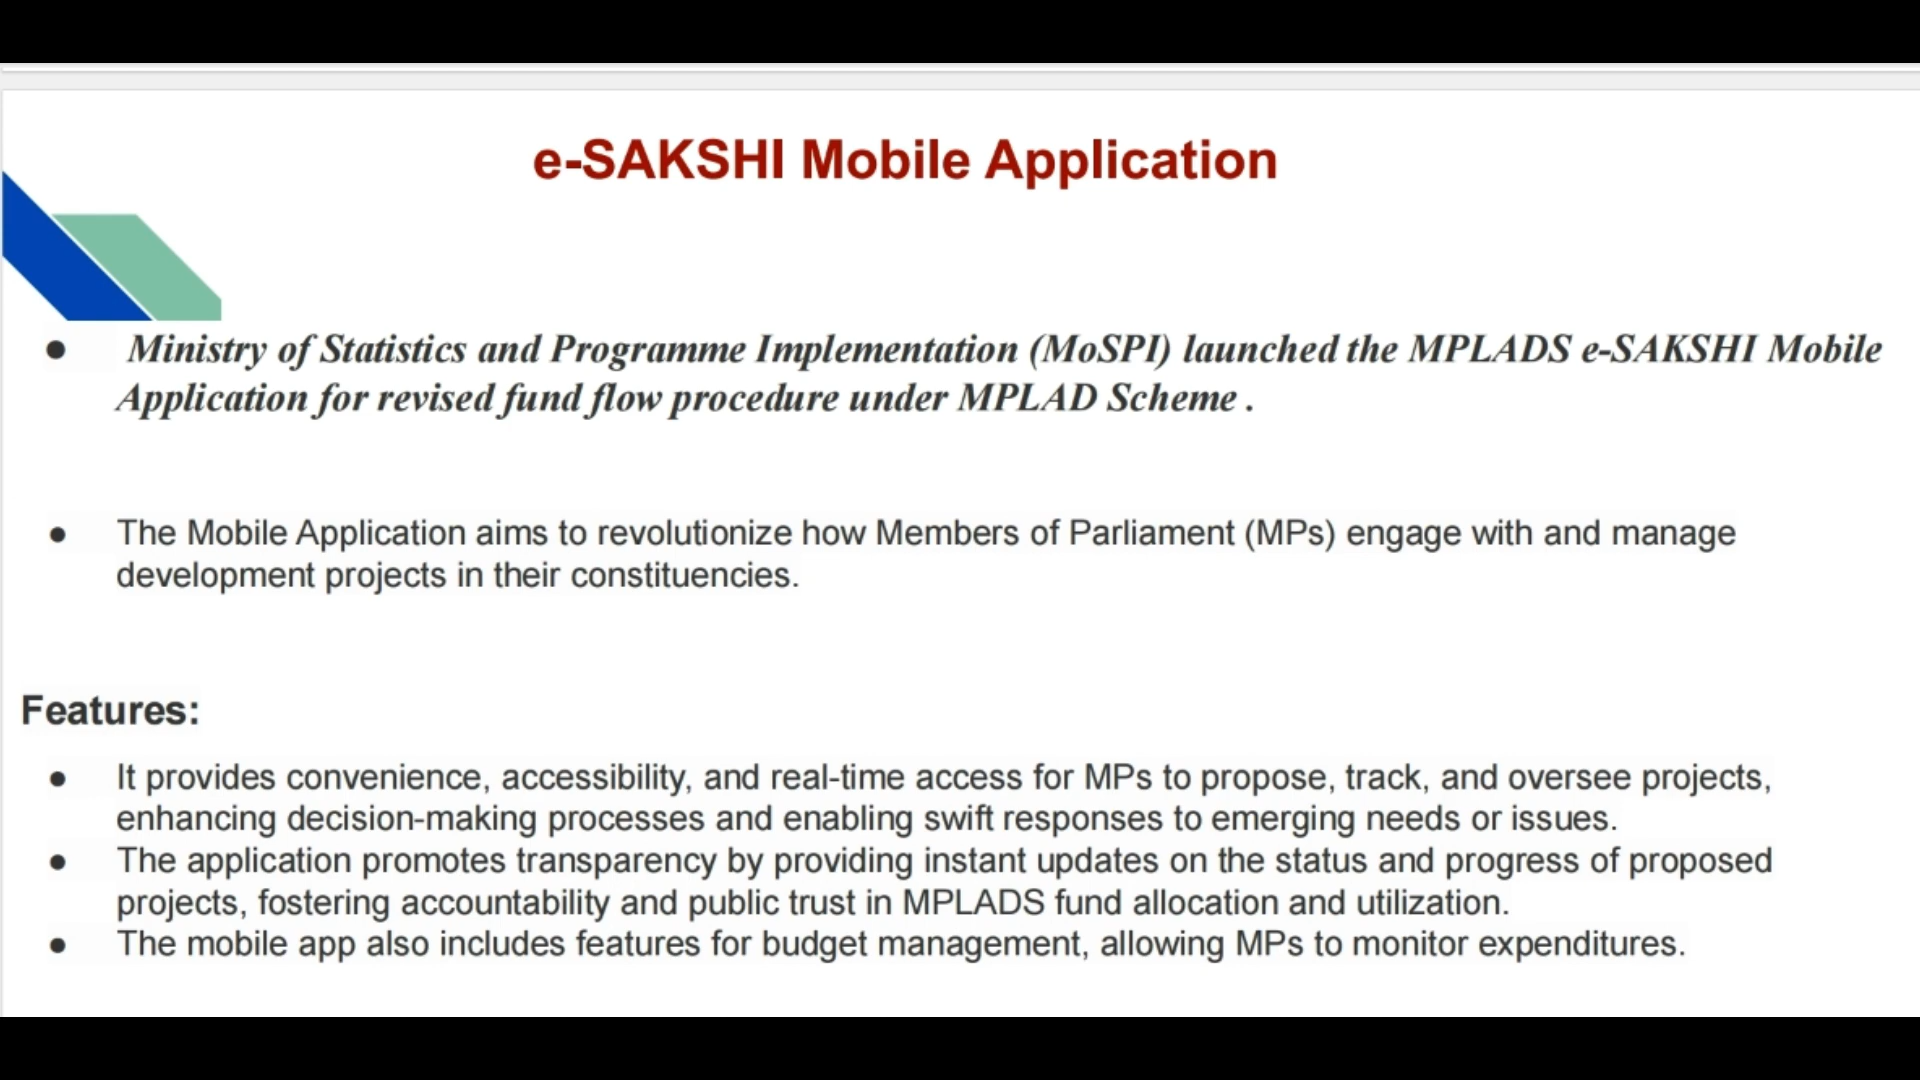 e-SAKSHI Mobile Application
● Ministry of Statistics and Programme Implementation (MoSPI) launched the MPLADS e-SAKSHI Mobile
Application for revised fund flow procedure under MPLAD Scheme .
● The Mobile Application aims to revolutionize how Members of Parliament (MPs) engage with and manage
development projects in their constituencies.
Features:
● It provides convenience, accessibility, and real-time access for MPs to propose, track, and oversee projects,
enhancing decision-making processes and enabling swift responses to emerging needs or issues.
● The application promotes transparency by providing instant updates on the status and progress of proposed
projects, fostering accountability and public trust in MPLADS fund allocation and utilization.
● The mobile app also includes features for budget management, allowing MPs to monitor expenditures.